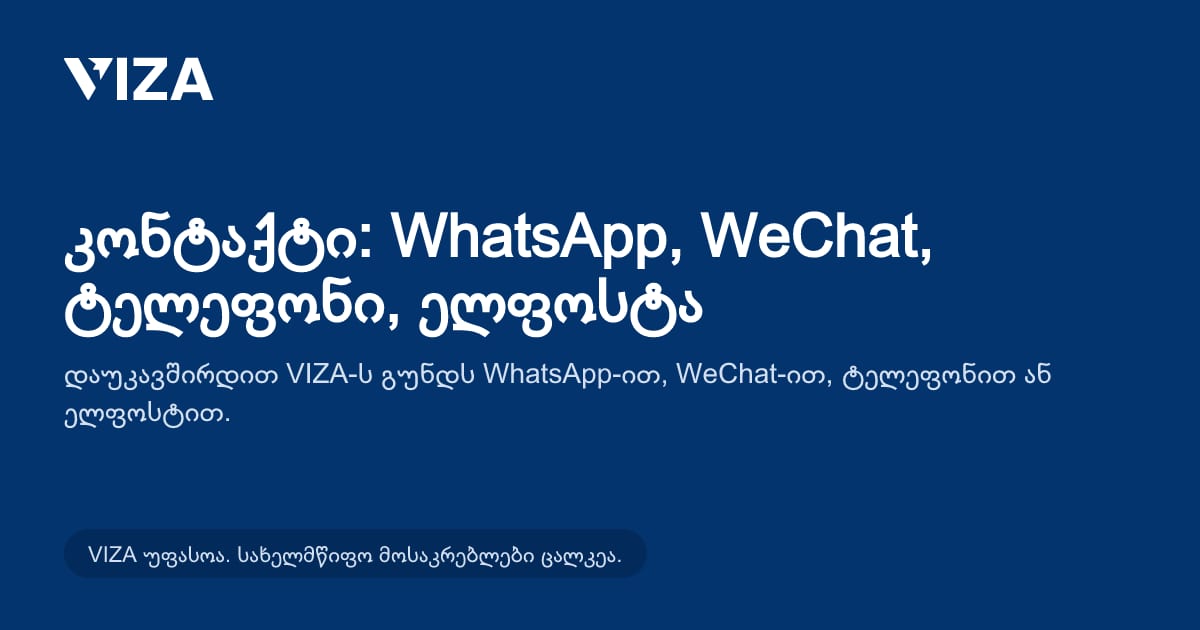 VIZA
კონტაქტი: WhatsApp, WeChat,
ტელეფონი, ელფოსტა
დაუკავშირდით VIZA-ს გუნდს WhatsApp-ით, WeChat-ით, ტელეფონით ან
ელფოსტით.
VIZA უფასოა. სახელმწიფო მოსაკრებლები ცალკეა.